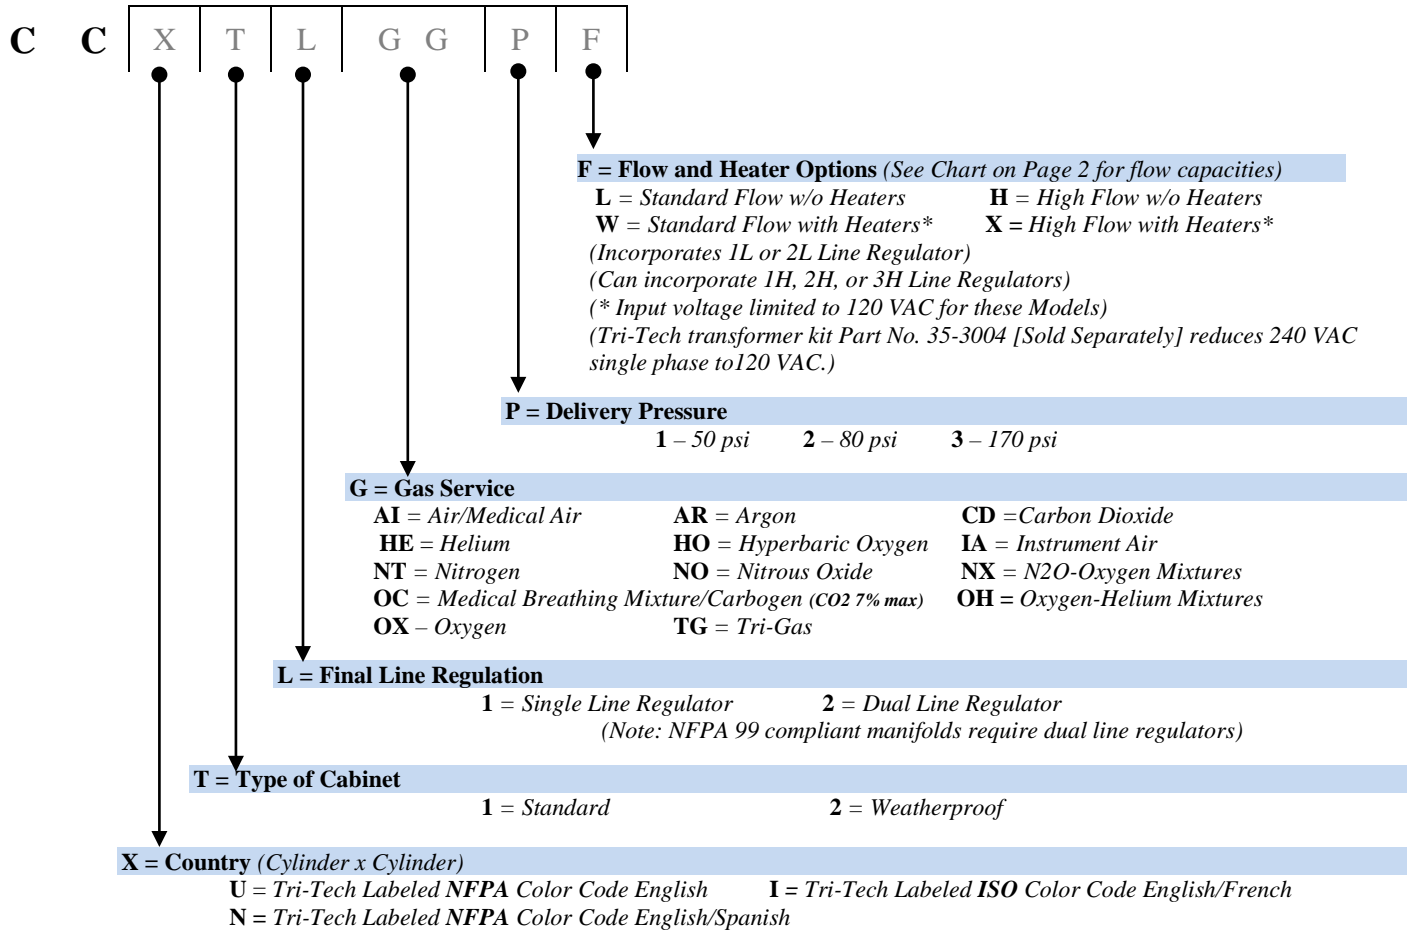 C C X T L G G P F
F = Flow and Heater Options (See Chart on Page 2 for flow capacities)
L = Standard Flow w/o Heaters H = High Flow w/o Heaters
W = Standard Flow with Heaters* X = High Flow with Heaters*
(Incorporates 1L or 2L Line Regulator)
(Can incorporate 1H, 2H, or 3H Line Regulators)
(* Input voltage limited to 120 VAC for these Models)
(Tri-Tech transformer kit Part No. 35-3004 [Sold Separately] reduces 240 VAC
single phase to120 VAC.)
P = Delivery Pressure
1 – 50 psi 2 – 80 psi 3 – 170 psi
G = Gas Service
AI = Air/Medical Air AR = Argon CD =Carbon Dioxide
HE = Helium HO = Hyperbaric Oxygen IA = Instrument Air
NT = Nitrogen NO = Nitrous Oxide NX = N2O-Oxygen Mixtures
OC = Medical Breathing Mixture/Carbogen (CO2 7% max) OH = Oxygen-Helium Mixtures
OX – Oxygen TG = Tri-Gas
L = Final Line Regulation
1 = Single Line Regulator 2 = Dual Line Regulator
(Note: NFPA 99 compliant manifolds require dual line regulators)
T = Type of Cabinet
1 = Standard 2 = Weatherproof
X = Country (Cylinder x Cylinder)
U = Tri-Tech Labeled NFPA Color Code English I = Tri-Tech Labeled ISO Color Code English/French
N = Tri-Tech Labeled NFPA Color Code English/Spanish